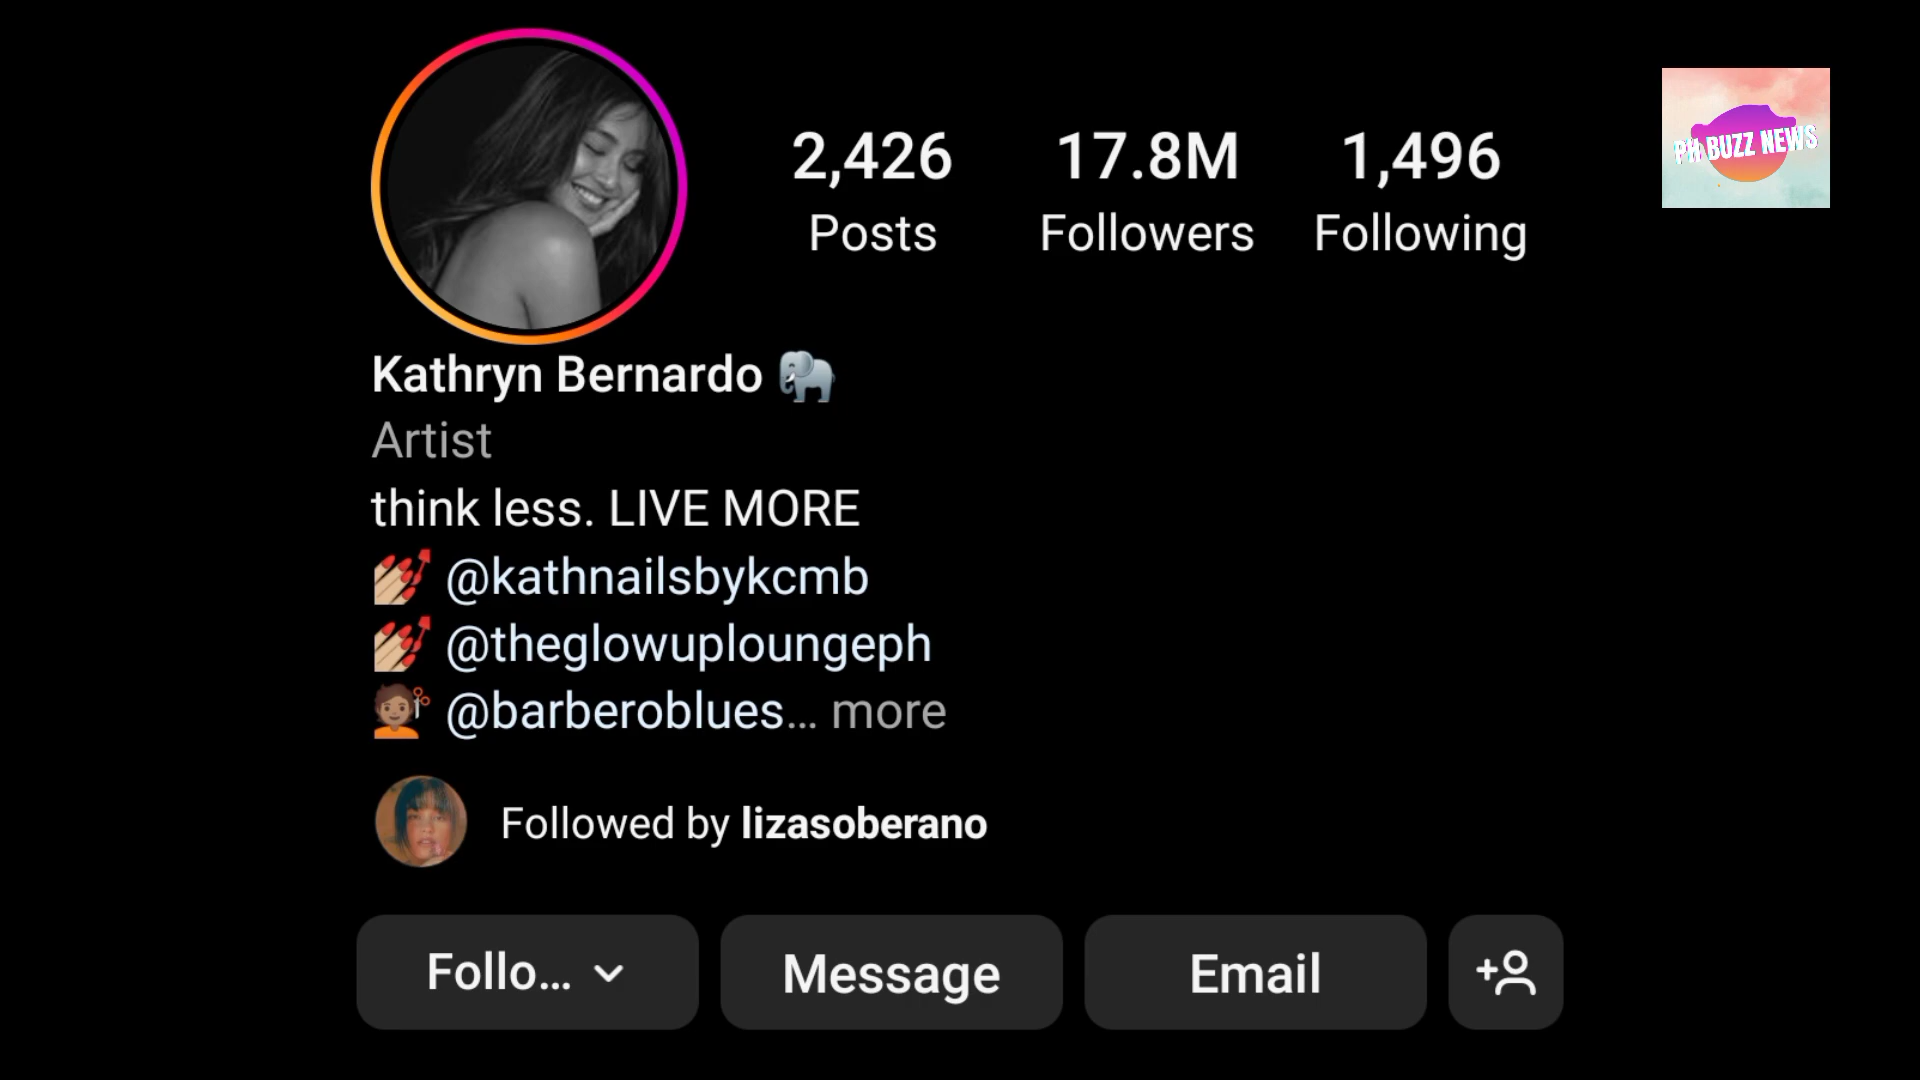 2,426 17.8M 1,496
Posts Followers Following
PH BUZZ NEWS
Kathryn Bernardo 🐘
Artist
think less. LIVE MORE
💅🏼 @kathnailsbykcmb
💅🏼 @theglowuploungeph
💇🏽 @barberoblues... more
Followed by lizasoberano
Follo... Message Email